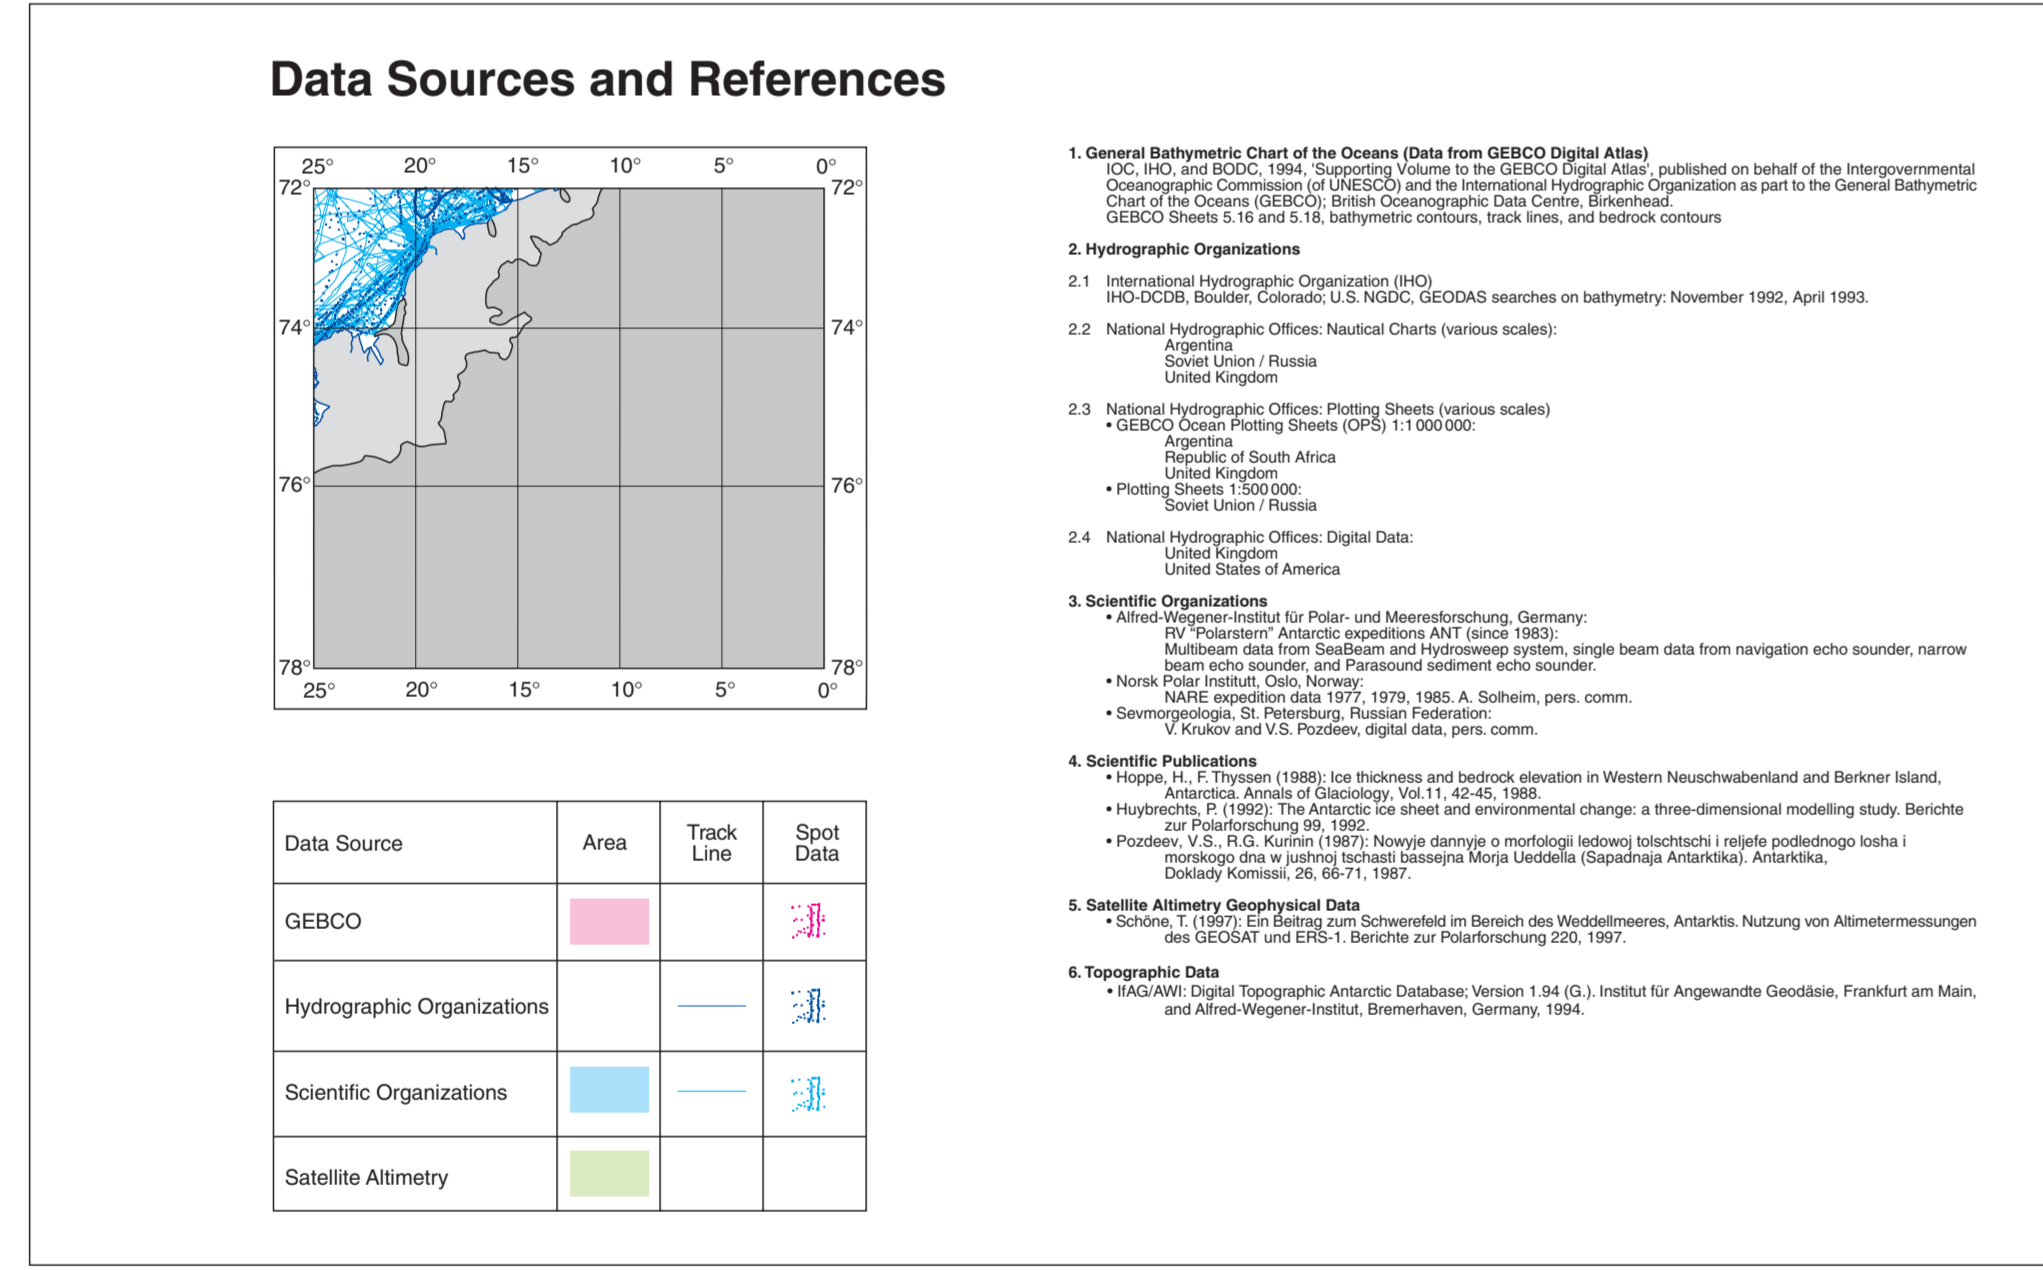 Data Sources and References
25° 20° 15° 10° 5° 0°
72° 72°
74° 74°
76° 76°
78° 78°
25° 20° 15° 10° 5° 0°
Data Source Area Track Line Spot Data
GEBCO
Hydrographic Organizations
Scientific Organizations
Satellite Altimetry
1. General Bathymetric Chart of the Oceans (Data from GEBCO Digital Atlas)
IOC, IHO, and BODC, 1994, 'Supporting Volume to the GEBCO Digital Atlas', published on behalf of the Intergovernmental
Oceanographic Commission (of UNESCO) and the International Hydrographic Organization as part to the General Bathymetric
Chart of the Oceans (GEBCO); British Oceanographic Data Centre, Birkenhead.
GEBCO Sheets 5.16 and 5.18, bathymetric contours, track lines, and bedrock contours
2. Hydrographic Organizations
2.1 International Hydrographic Organization (IHO)
IHO-DCDB, Boulder, Colorado; U.S. NGDC, GEODAS searches on bathymetry: November 1992, April 1993.
2.2 National Hydrographic Offices: Nautical Charts (various scales):
Argentina
Soviet Union / Russia
United Kingdom
2.3 National Hydrographic Offices: Plotting Sheets (various scales)
• GEBCO Ocean Plotting Sheets (OPS) 1:1 000 000:
Argentina
Republic of South Africa
United Kingdom
• Plotting Sheets 1:500 000:
Soviet Union / Russia
2.4 National Hydrographic Offices: Digital Data:
United Kingdom
United States of America
3. Scientific Organizations
• Alfred-Wegener-Institut für Polar- und Meeresforschung, Germany:
RV “Polarstern” Antarctic expeditions ANT (since 1983):
Multibeam data from SeaBeam and Hydrosweep system, single beam data from navigation echo sounder, narrow
beam echo sounder, and Parasound sediment echo sounder.
• Norsk Polar Institutt, Oslo, Norway:
NARE expedition data 1977, 1979, 1985. A. Solheim, pers. comm.
• Sevmorgeologia, St. Petersburg, Russian Federation:
V. Krukov and V.S. Pozdeev, digital data, pers. comm.
4. Scientific Publications
• Hoppe, H., F. Thyssen (1988): Ice thickness and bedrock elevation in Western Neuschwabenland and Berkner Island,
Antarctica. Annals of Glaciology, Vol.11, 42-45, 1988.
• Huybrechts, P. (1992): The Antarctic ice sheet and environmental change: a three-dimensional modelling study. Berichte
zur Polarforschung 99, 1992.
• Pozdeev, V.S., R.G. Kurinin (1987): Nowyje dannyje o morfologii ledowoj tolschtschi i reljefe podlednogo losha i
morskogo dna w jushnoj tschasti bassejna Morja Ueddella (Sapadnaja Antarktika). Antarktika,
Doklady Komissii, 26, 66-71, 1987.
5. Satellite Altimetry Geophysical Data
• Schöne, T. (1997): Ein Beitrag zum Schwerefeld im Bereich des Weddellmeeres, Antarktis. Nutzung von Altimetermessungen
des GEOSAT und ERS-1. Berichte zur Polarforschung 220, 1997.
6. Topographic Data
• IfAG/AWI: Digital Topographic Antarctic Database; Version 1.94 (G.). Institut für Angewandte Geodäsie, Frankfurt am Main,
and Alfred-Wegener-Institut, Bremerhaven, Germany, 1994.